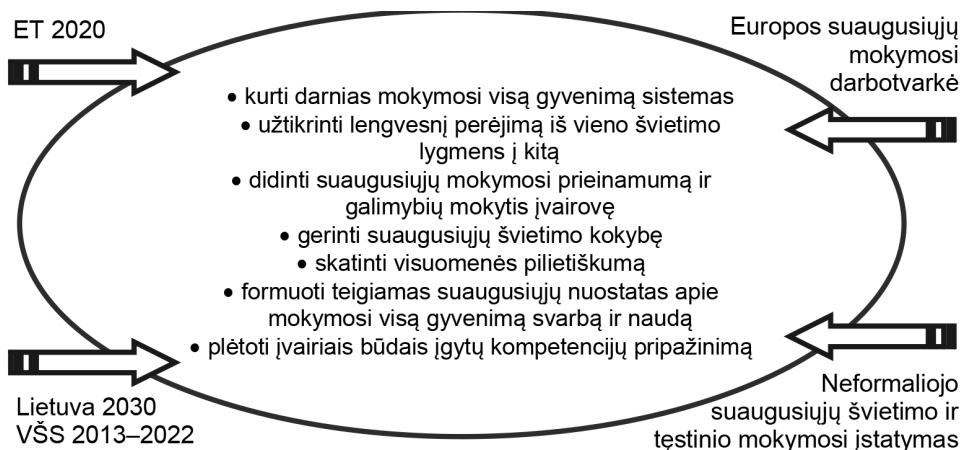 ET 2020
Europos suaugusiųjų
mokymosi
darbotvarkė
• kurti darnias mokymosi visą gyvenimą sistemas
• užtikrinti lengvesnį perėjimą iš vieno švietimo
lygmens į kitą
• didinti suaugusiųjų mokymosi prieinamumą ir
galimybių mokytis įvairovę
• gerinti suaugusiųjų švietimo kokybę
• skatinti visuomenės pilietiškumą
• formuoti teigiamas suaugusiųjų nuostatas apie
mokymosi visą gyvenimą svarbą ir naudą
• plėtoti įvairiais būdais įgytų kompetencijų pripažinimą
Lietuva 2030
VŠS 2013–2022
Neformaliojo
suaugusiųjų švietimo ir
tęstinio mokymosi įstatymas